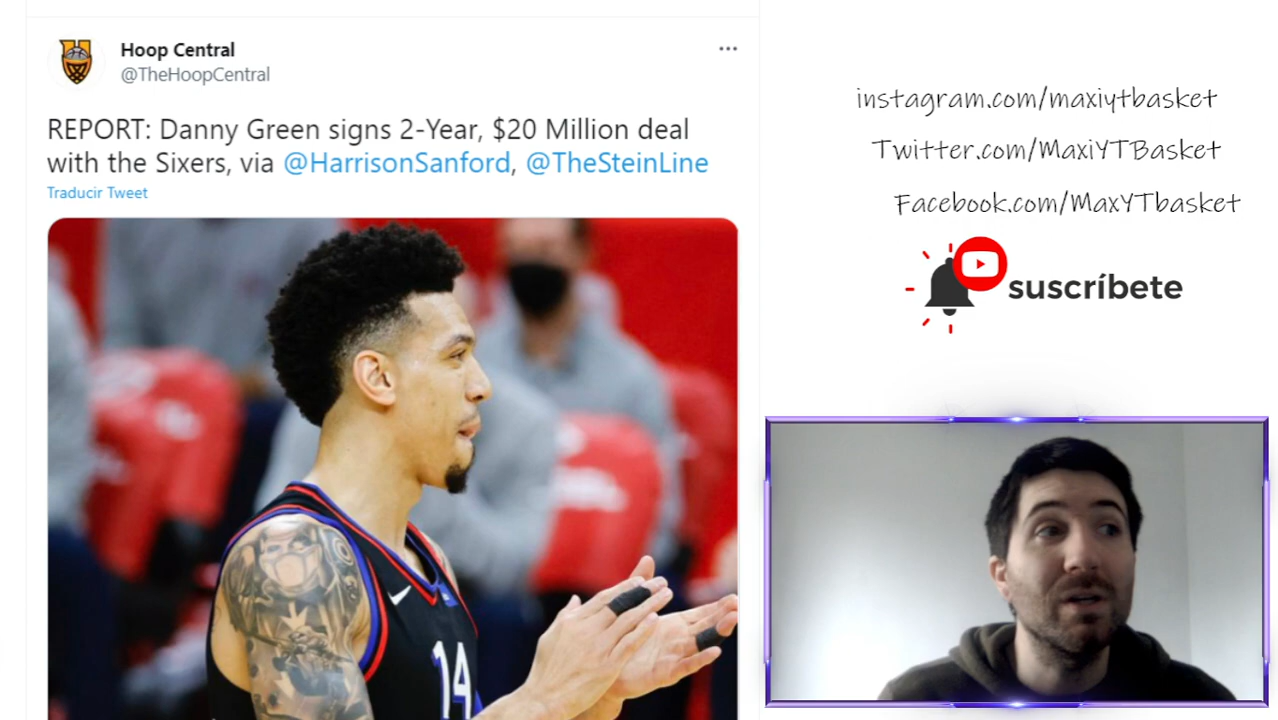 Hoop Central
@TheHoopCentral
REPORT: Danny Green signs 2-Year, $20 Million deal
with the Sixers, via @HarrisonSanford, @TheSteinLine
Traducir Tweet
14
instagram.com/maxiytbasket
Twitter.com/MaxiYTBasket
Facebook.com/MaxYTbasket
suscríbete